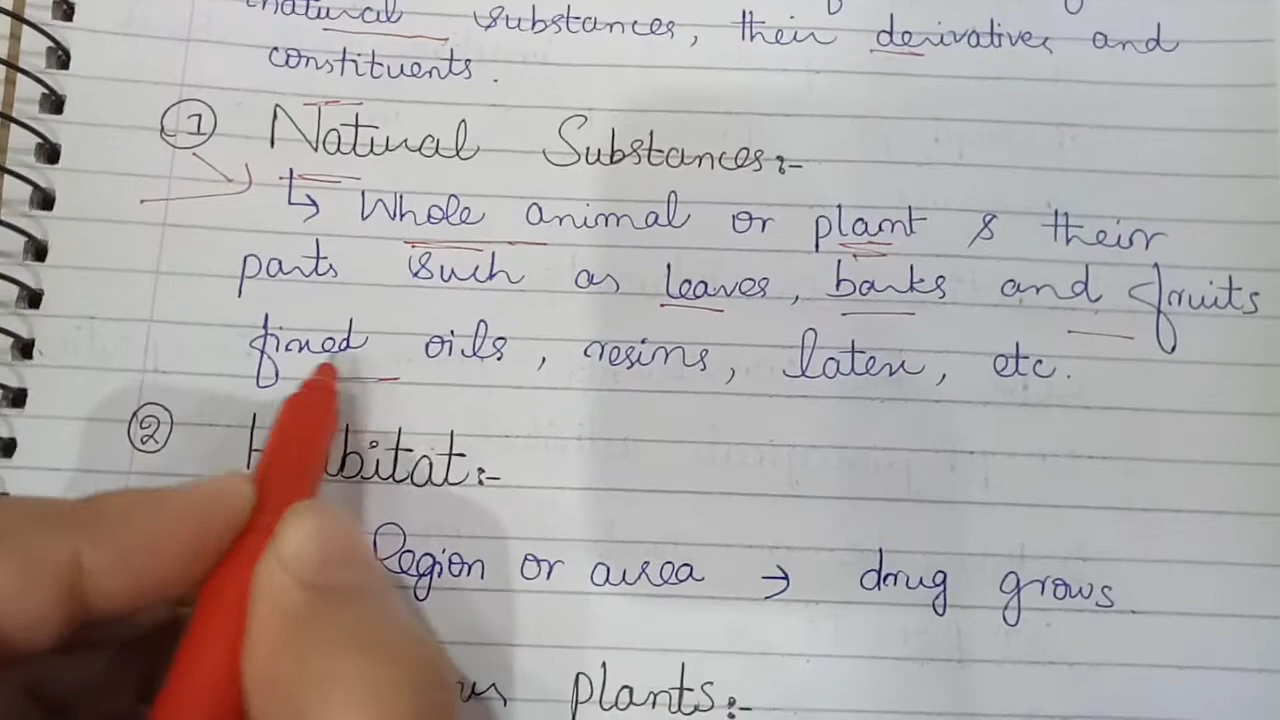 natural substances, their derivatives and
constituents.
① Natural Substances:-
↳ Whole animal or plant & their
parts such as leaves, barks and fruits
fixed oils, resins, latex, etc.
② Habitat:-
Region or area → drug grows.
plants:-